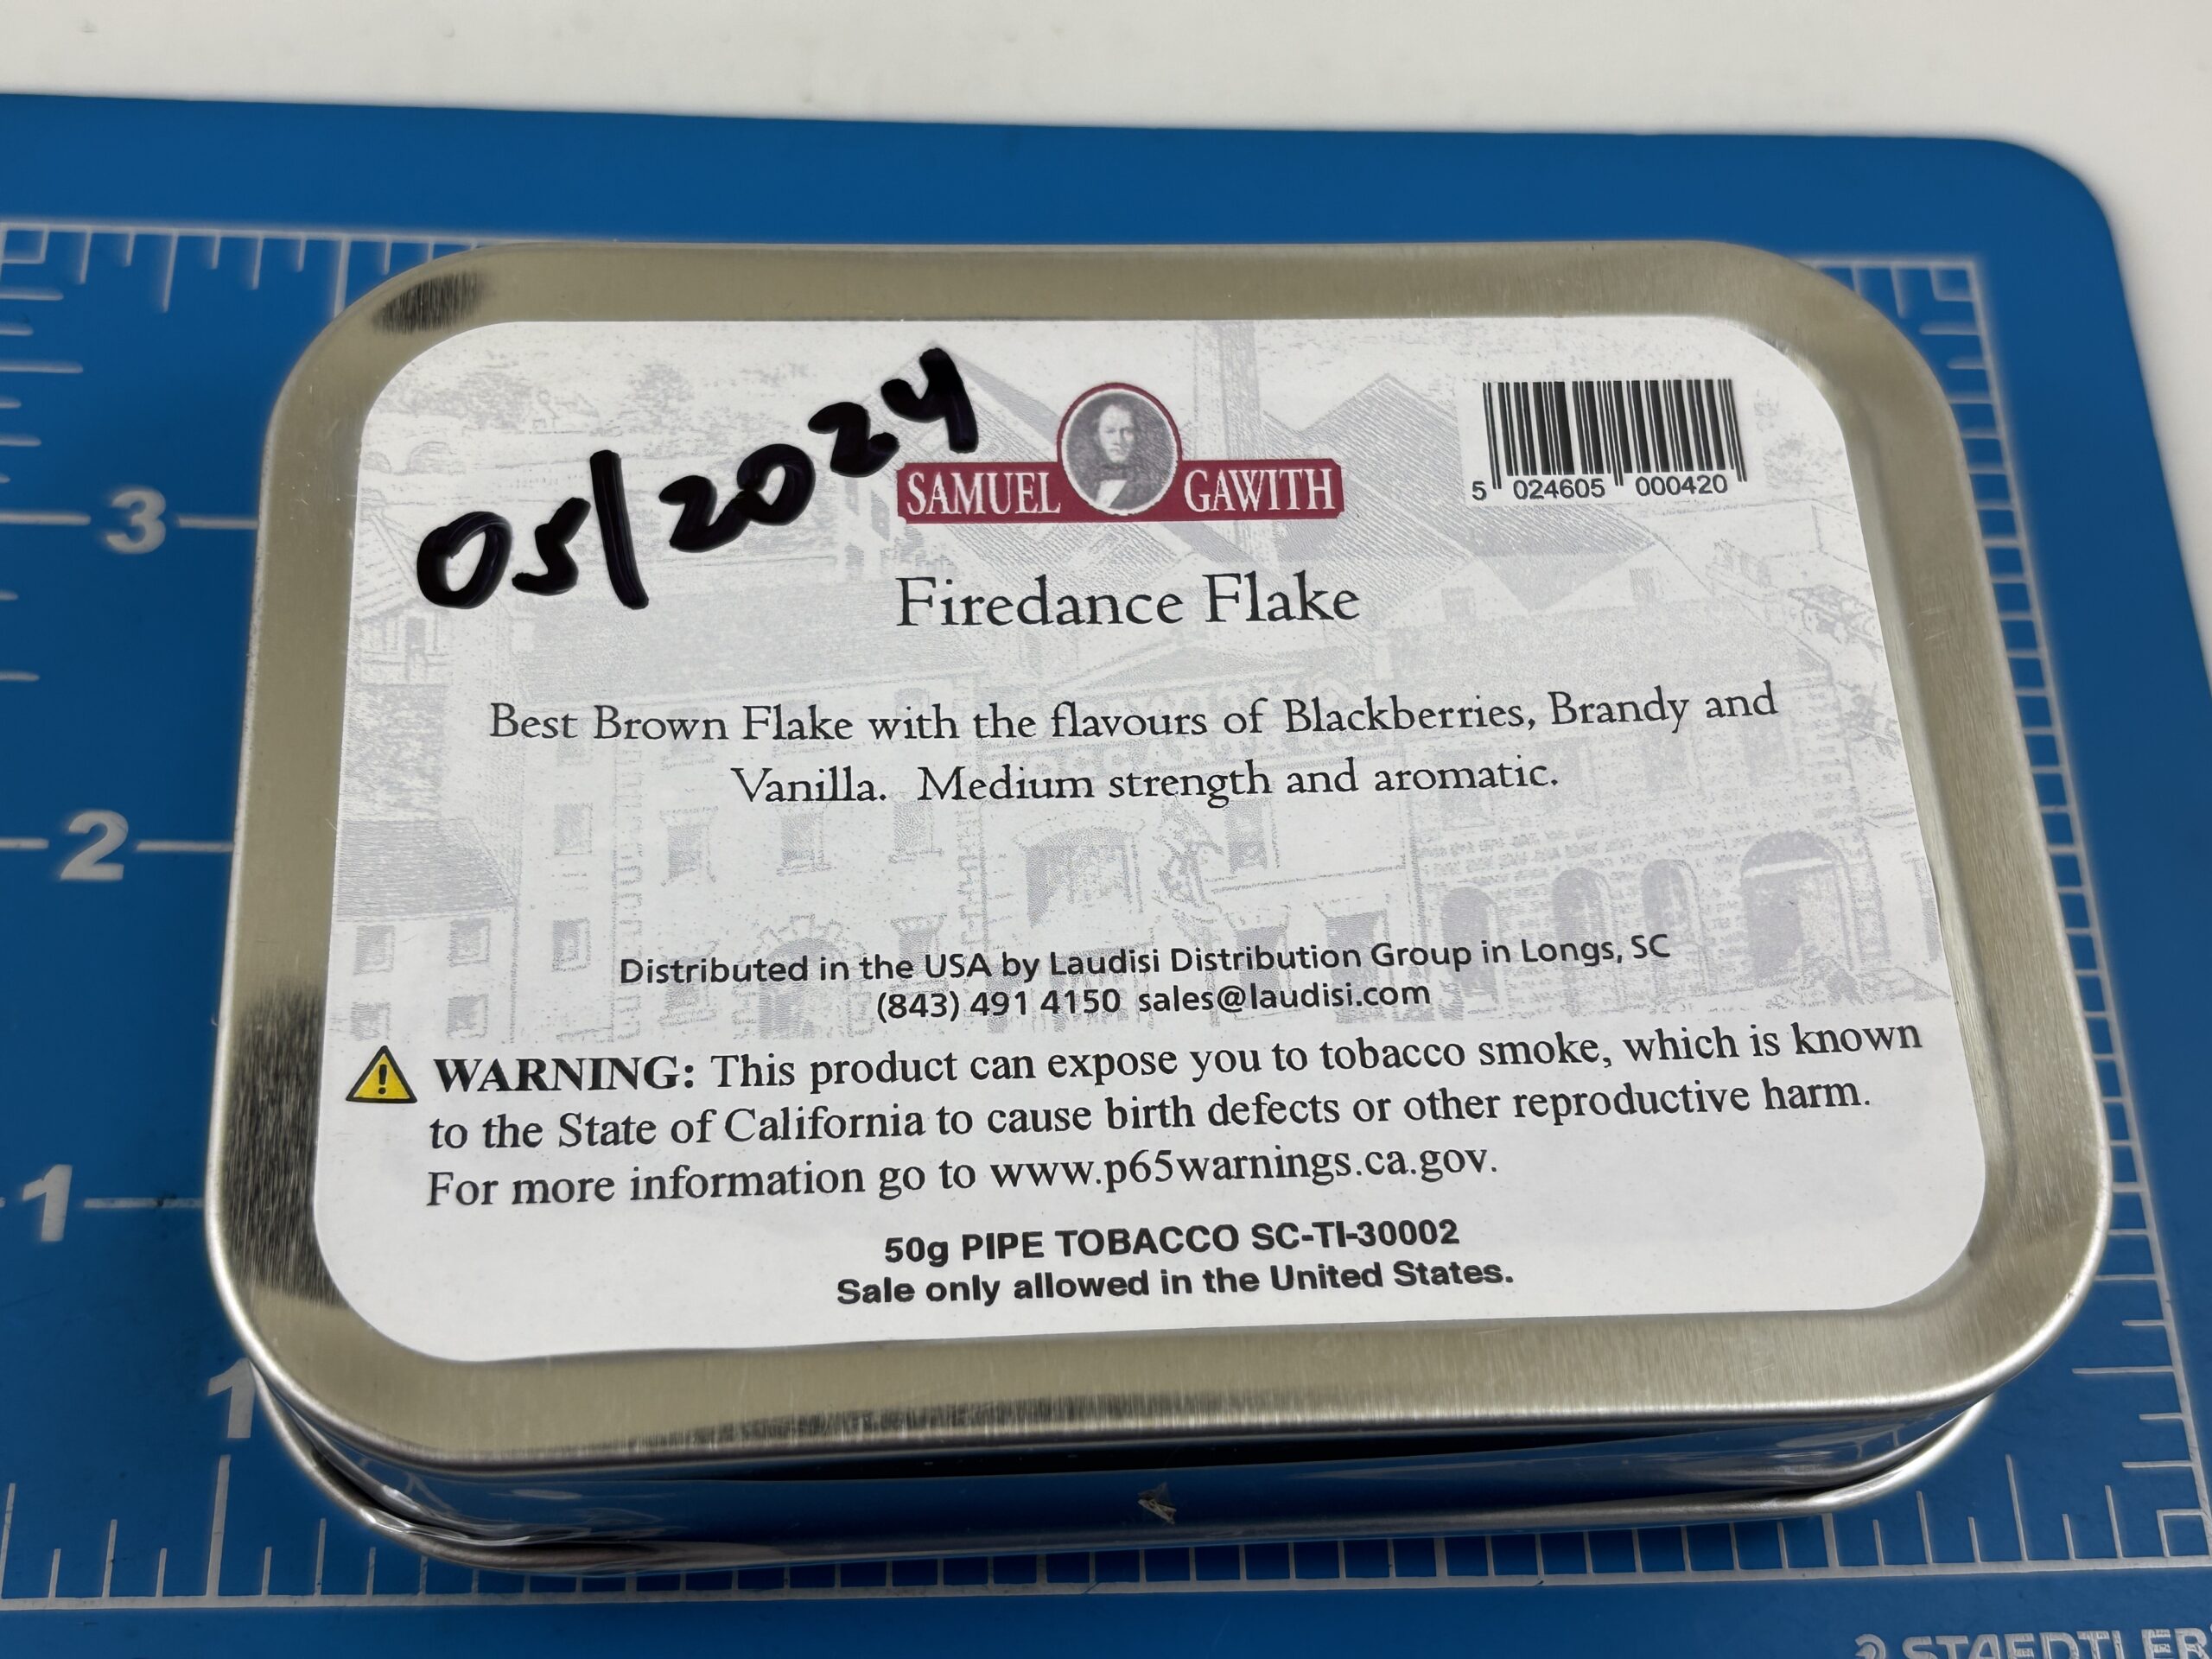 05/2024
SAMUEL GAWITH
5 024605 000420
Firedance Flake
Best Brown Flake with the flavours of Blackberries, Brandy and
Vanilla. Medium strength and aromatic.
Distributed in the USA by Laudisi Distribution Group in Longs, SC
(843) 491 4150 sales@laudisi.com
WARNING: This product can expose you to tobacco smoke, which is known
to the State of California to cause birth defects or other reproductive harm.
For more information go to www.p65warnings.ca.gov.
50g PIPE TOBACCO SC-TI-30002
Sale only allowed in the United States.
3
2
1
1
STAEDTLER